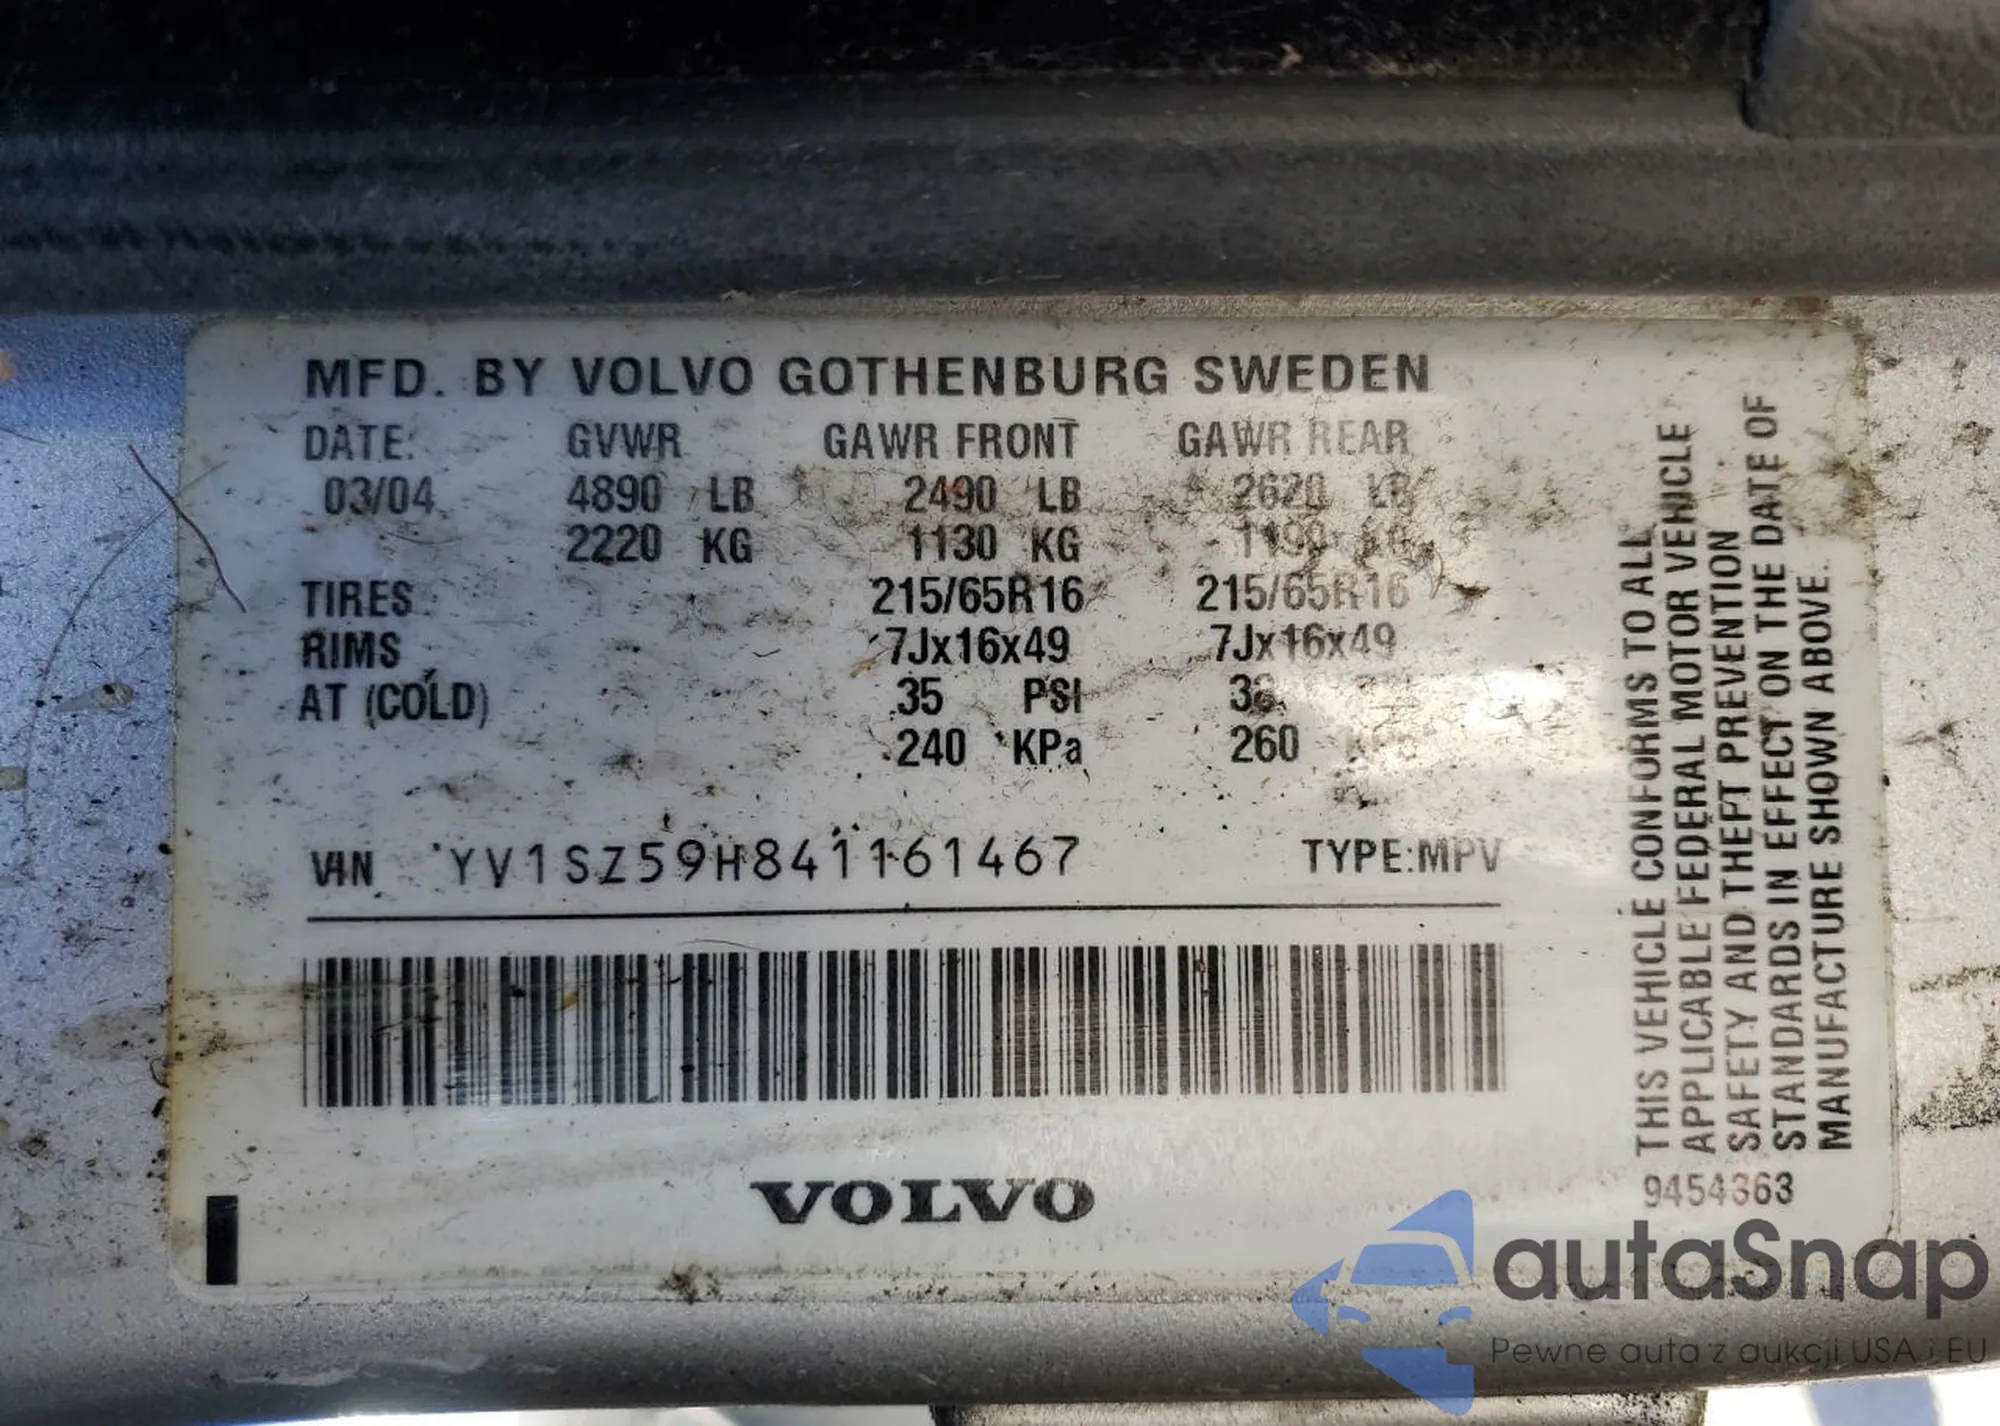 MFD. BY VOLVO GOTHENBURG SWEDEN
DATE: GVWR GAWR FRONT GAWR REAR
03/04 4890 LB 2490 LB 2620 LB
2220 KG 1130 KG 1190 KG
TIRES 215/65R16 215/65R16
RIMS 7Jx16x49 7Jx16x49
AT (COLD) 35 PSI
240 KPa 260
VIN YV1SZ59H841161467 TYPE:MPV
VOLVO
THIS VEHICLE CONFORMS TO ALL
APPLICABLE FEDERAL MOTOR VEHICLE
SAFETY AND THEFT PREVENTION
STANDARDS IN EFFECT ON THE DATE OF
MANUFACTURE SHOWN ABOVE.
9454363
autaSnap
Pewne auta z aukcji USA i EU